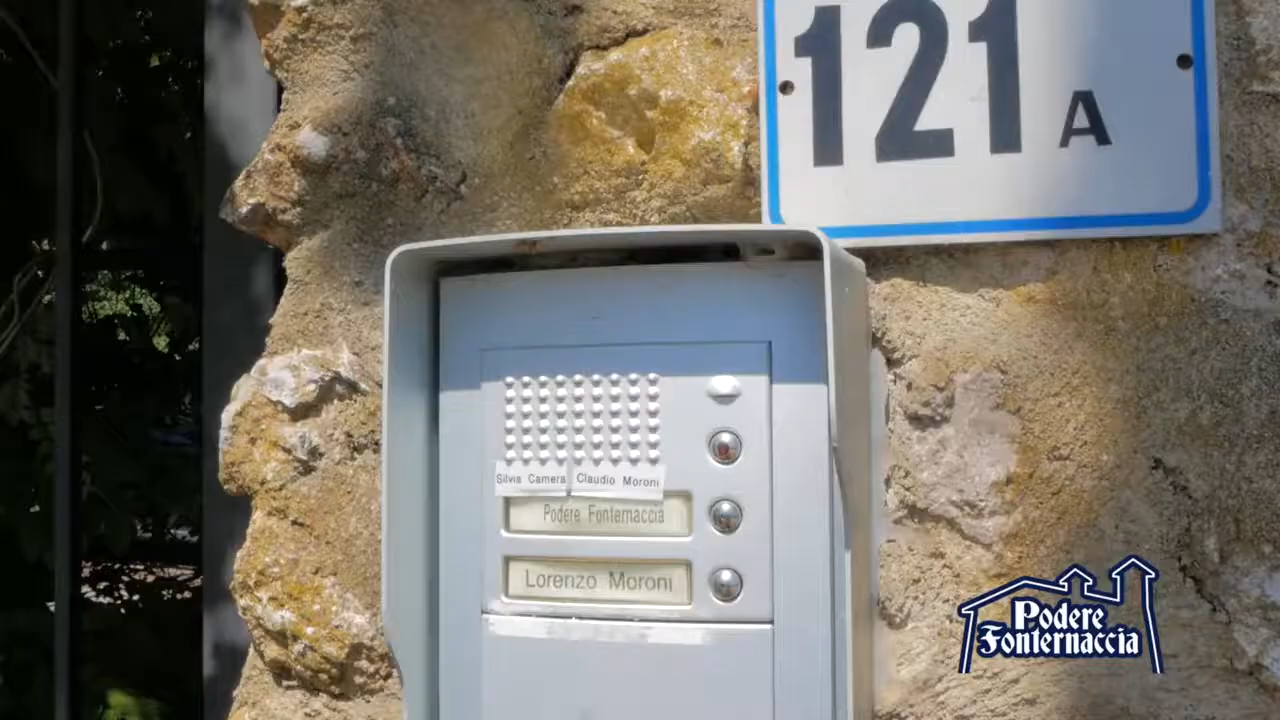 121 A
Silvia Camera Claudio Moroni
Podere Fonternaccia
Lorenzo Moroni
Podere
Fonternaccia